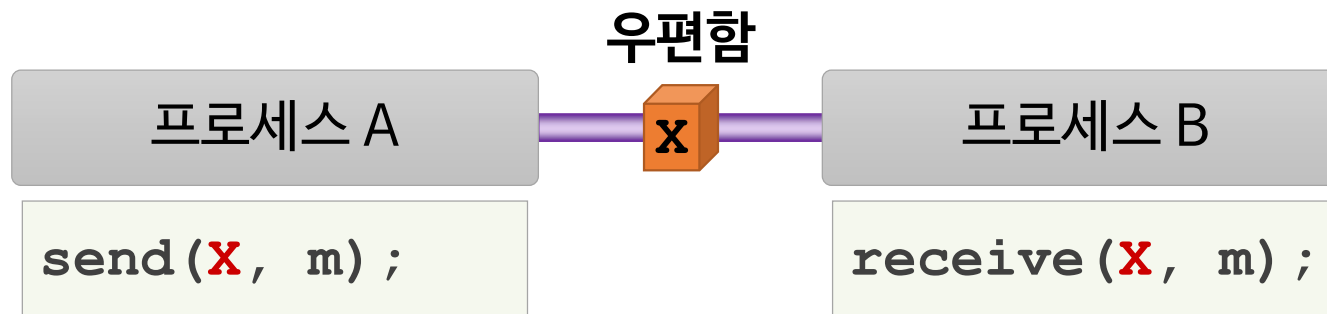 우편함
프로세스 A
X
프로세스 B
send(X, m);
receive(X, m);